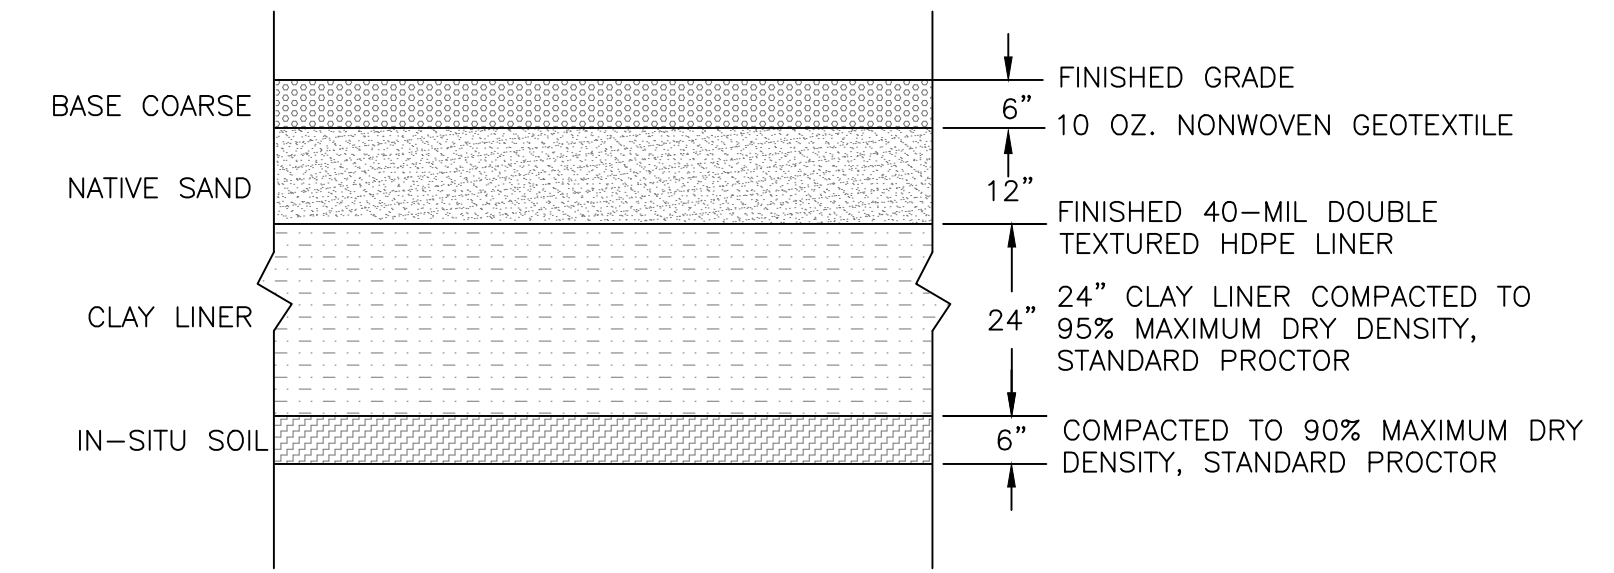 FINISHED GRADE
BASE COARSE
6”
10 OZ. NONWOVEN GEOTEXTILE
NATIVE SAND
12”
FINISHED 40-MIL DOUBLE
TEXTURED HDPE LINER
CLAY LINER
24”
24” CLAY LINER COMPACTED TO
95% MAXIMUM DRY DENSITY,
STANDARD PROCTOR
IN-SITU SOIL
6”
COMPACTED TO 90% MAXIMUM DRY
DENSITY, STANDARD PROCTOR